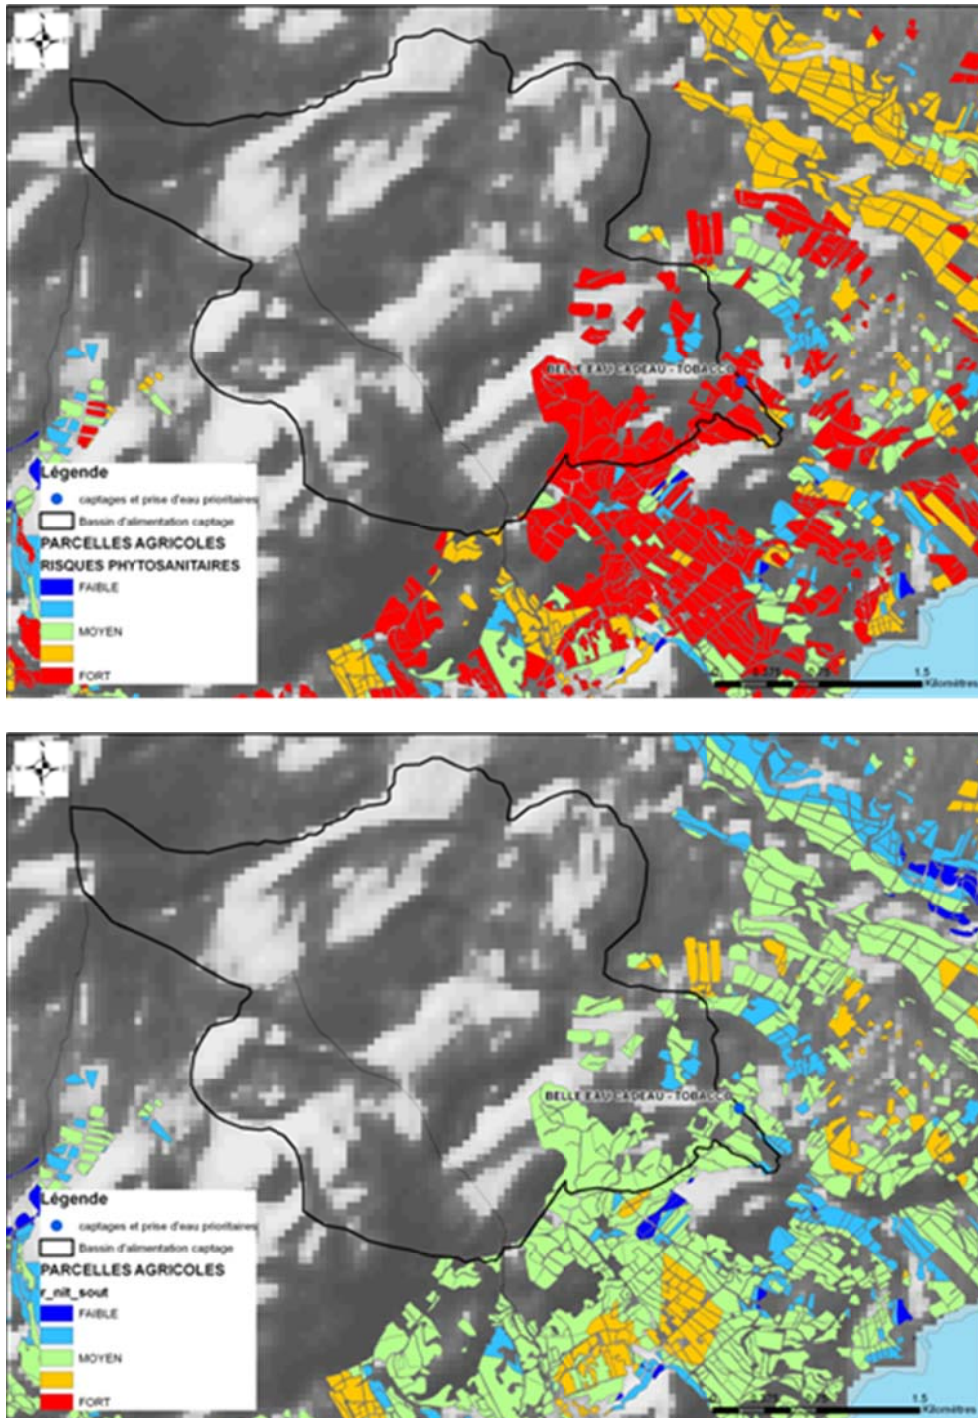 BELLE EAU CADEAU - TOBACCO
Légende
captages et prise d'eau prioritaires
Bassin d'alimentation captage
PARCELLES AGRICOLES
RISQUES PHYTOSANITAIRES
FAIBLE
MOYEN
FORT
1.5
Kilomètres
BELLE EAU CADEAU - TOBACCO
Légende
captages et prise d'eau prioritaires
Bassin d'alimentation captage
PARCELLES AGRICOLES
r_nit_sout
FAIBLE
MOYEN
FORT
1.5
Kilomètres